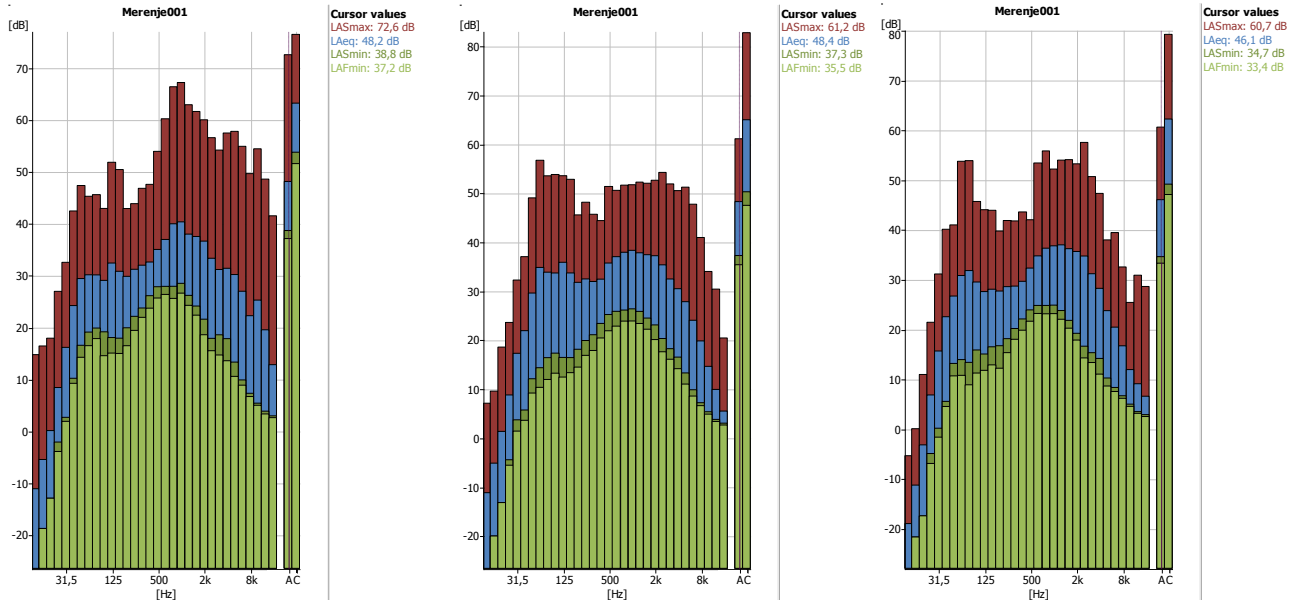 Merenje001
[dB]
70
60
50
40
30
20
10
0
-10
-20
31,5 125 500 2k 8k AC
[Hz]
Cursor values
LASmax: 72,6 dB
LAeq: 48,2 dB
LASmin: 38,8 dB
LAFmin: 37,2 dB
Merenje001
[dB]
80
70
60
50
40
30
20
10
0
-10
-20
31,5 125 500 2k 8k AC
[Hz]
Cursor values
LASmax: 61,2 dB
LAeq: 48,4 dB
LASmin: 37,3 dB
LAFmin: 35,5 dB
Merenje001
[dB]
80
70
60
50
40
30
20
10
0
-10
-20
31,5 125 500 2k 8k AC
[Hz]
Cursor values
LASmax: 60,7 dB
LAeq: 46,1 dB
LASmin: 34,7 dB
LAFmin: 33,4 dB